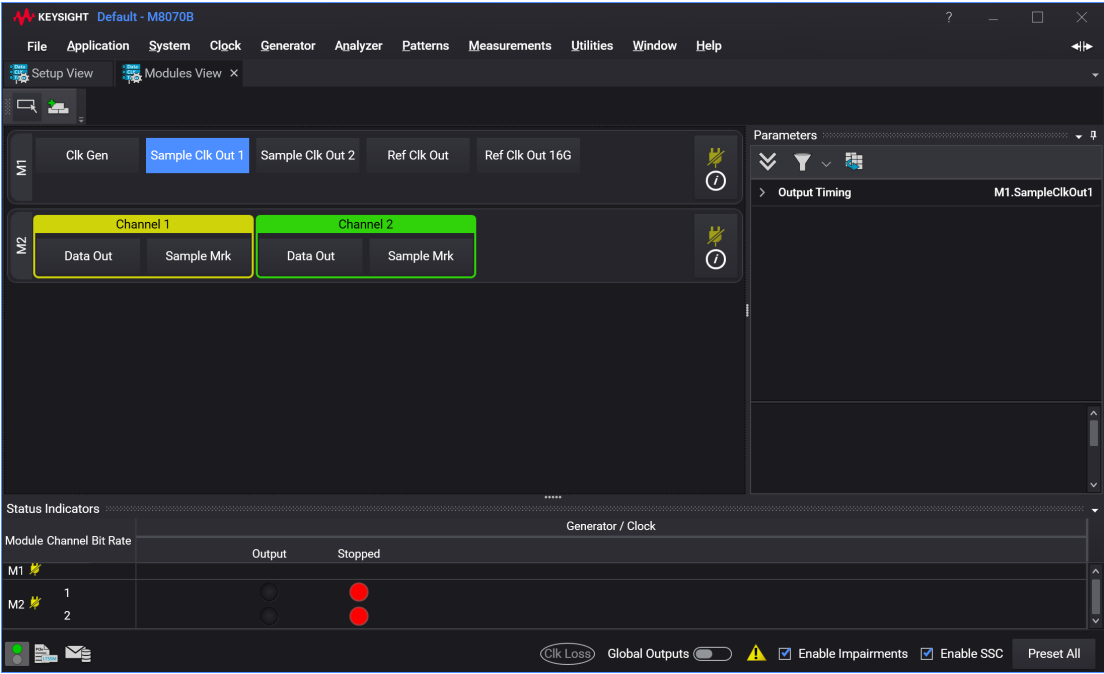 KEYSIGHT Default - M8070B
File Application System Clock Generator Analyzer Patterns Measurements Utilities Window Help
Setup View Modules View
Parameters
M1 Clk Gen Sample Clk Out 1 Sample Clk Out 2 Ref Clk Out Ref Clk Out 16G
Output Timing M1.SampleClkOut1
Channel 1 Channel 2
M2 Data Out Sample Mrk Data Out Sample Mrk
Status Indicators
Generator / Clock
Module Channel Bit Rate
Output Stopped
M1
1
M2
2
Clk Loss Global Outputs Enable Impairments Enable SSC Preset All